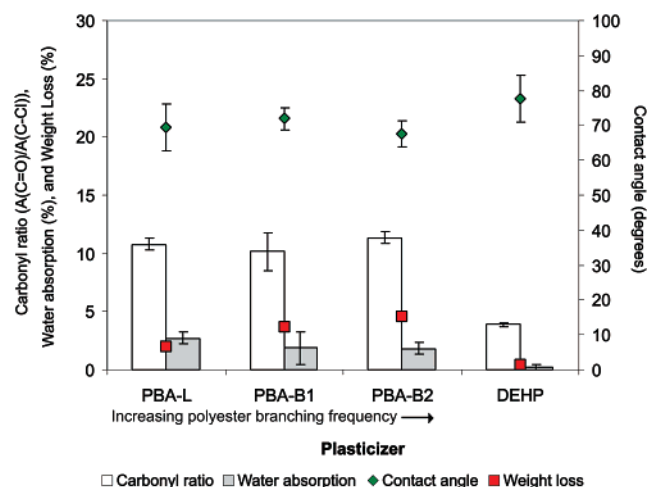 30
25
20
15
10
5
0
Carbonyl ratio (A(C=O)/A(C-Cl)),
Water absorption (%), and Weight Loss (%)
100
90
80
70
60
50
40
30
20
10
0
Contact angle (degrees)
PBA-L PBA-B1 PBA-B2 DEHP
Increasing polyester branching frequency →
Plasticizer
Carbonyl ratio Water absorption Contact angle Weight loss